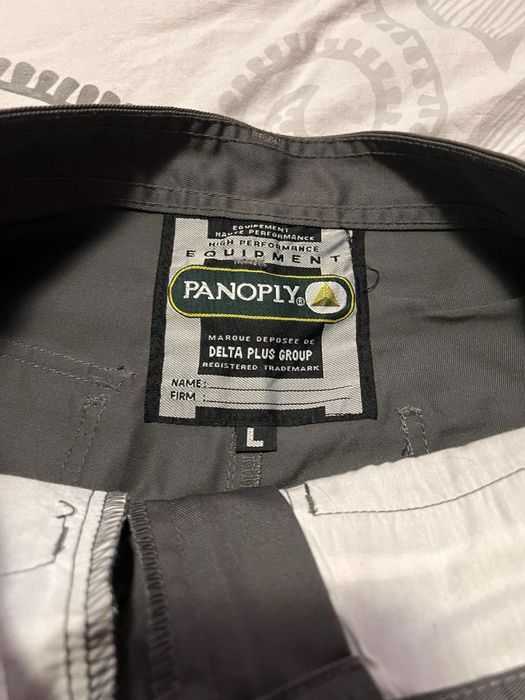 EQUIPEMENT
HAUTE PERFORMANCE
HIGH PERFORMANCE
EQUIPMENT
PANOPLY®
MARQUE DEPOSEE DE
DELTA PLUS GROUP
REGISTERED TRADEMARK
NAME:
FIRM:
L